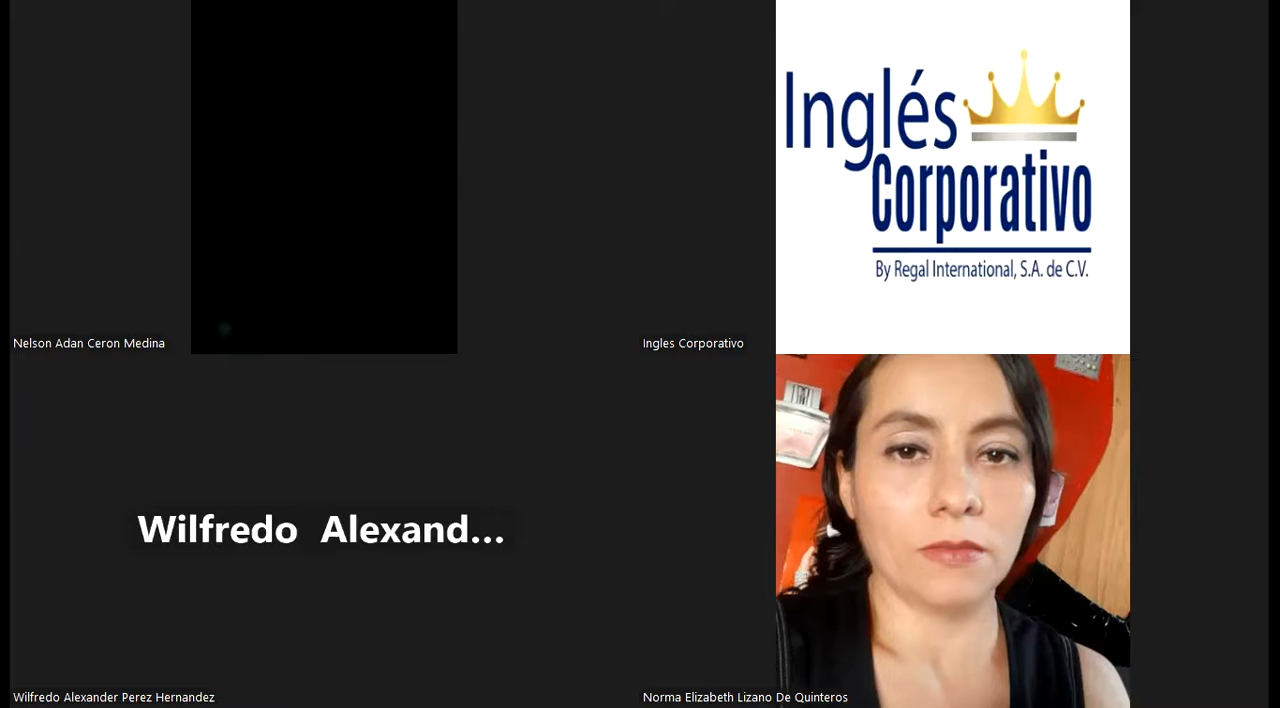 Inglés
Corporativo
By Regal International, S.A. de C.V.
Nelson Adan Ceron Medina
Ingles Corporativo
Wilfredo Alexand...
Wilfredo Alexander Perez Hernandez
Norma Elizabeth Lizano De Quinteros